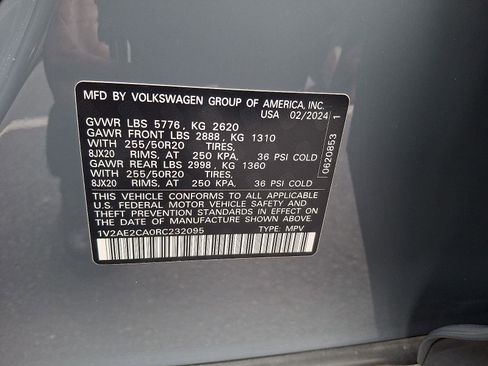 MFD BY VOLKSWAGEN GROUP OF AMERICA, INC.
USA 02/2024
GVWR LBS 5776 , KG 2620
GAWR FRONT LBS 2888 , KG 1310
WITH 255/50R20 TIRES,
8JX20 RIMS, AT 250 KPA, 36 PSI COLD
GAWR REAR LBS 2998 , KG 1360
WITH 255/50R20 TIRES,
8JX20 RIMS, AT 250 KPA, 36 PSI COLD
THIS VEHICLE CONFORMS TO ALL APPLICABLE
U.S. FEDERAL MOTOR VEHICLE SAFETY AND
THEFT PREVENTION STANDARDS IN EFFECT
ON THE DATE OF MANUFACTURE SHOWN ABOVE.
1V2AE2CA0RC232095 TYPE: MPV
0620853 1